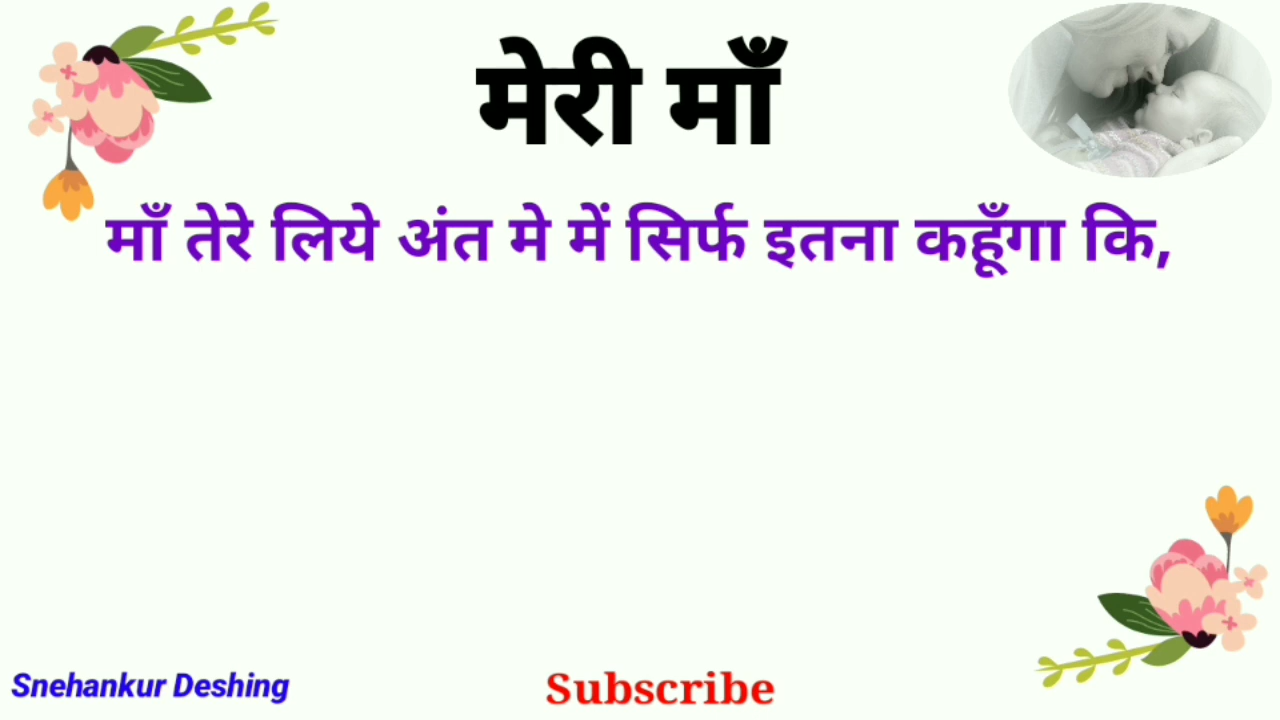 मेरी माँ
माँ तेरे लिये अंत मे में सिर्फ इतना कहूँगा कि,
Snehankur Deshing
Subscribe